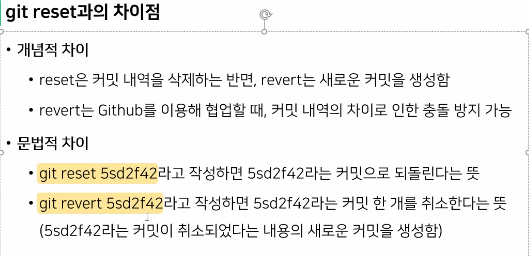 git reset과의 차이점
• 개념적 차이
• reset은 커밋 내역을 삭제하는 반면, revert는 새로운 커밋을 생성함
• revert는 Github를 이용해 협업할 때, 커밋 내역의 차이로 인한 충돌 방지 가능
• 문법적 차이
• git reset 5sd2f42라고 작성하면 5sd2f42라는 커밋으로 되돌린다는 뜻
• git revert 5sd2f42라고 작성하면 5sd2f42라는 커밋 한 개를 취소한다는 뜻
(5sd2f42라는 커밋이 취소되었다는 내용의 새로운 커밋을 생성함)